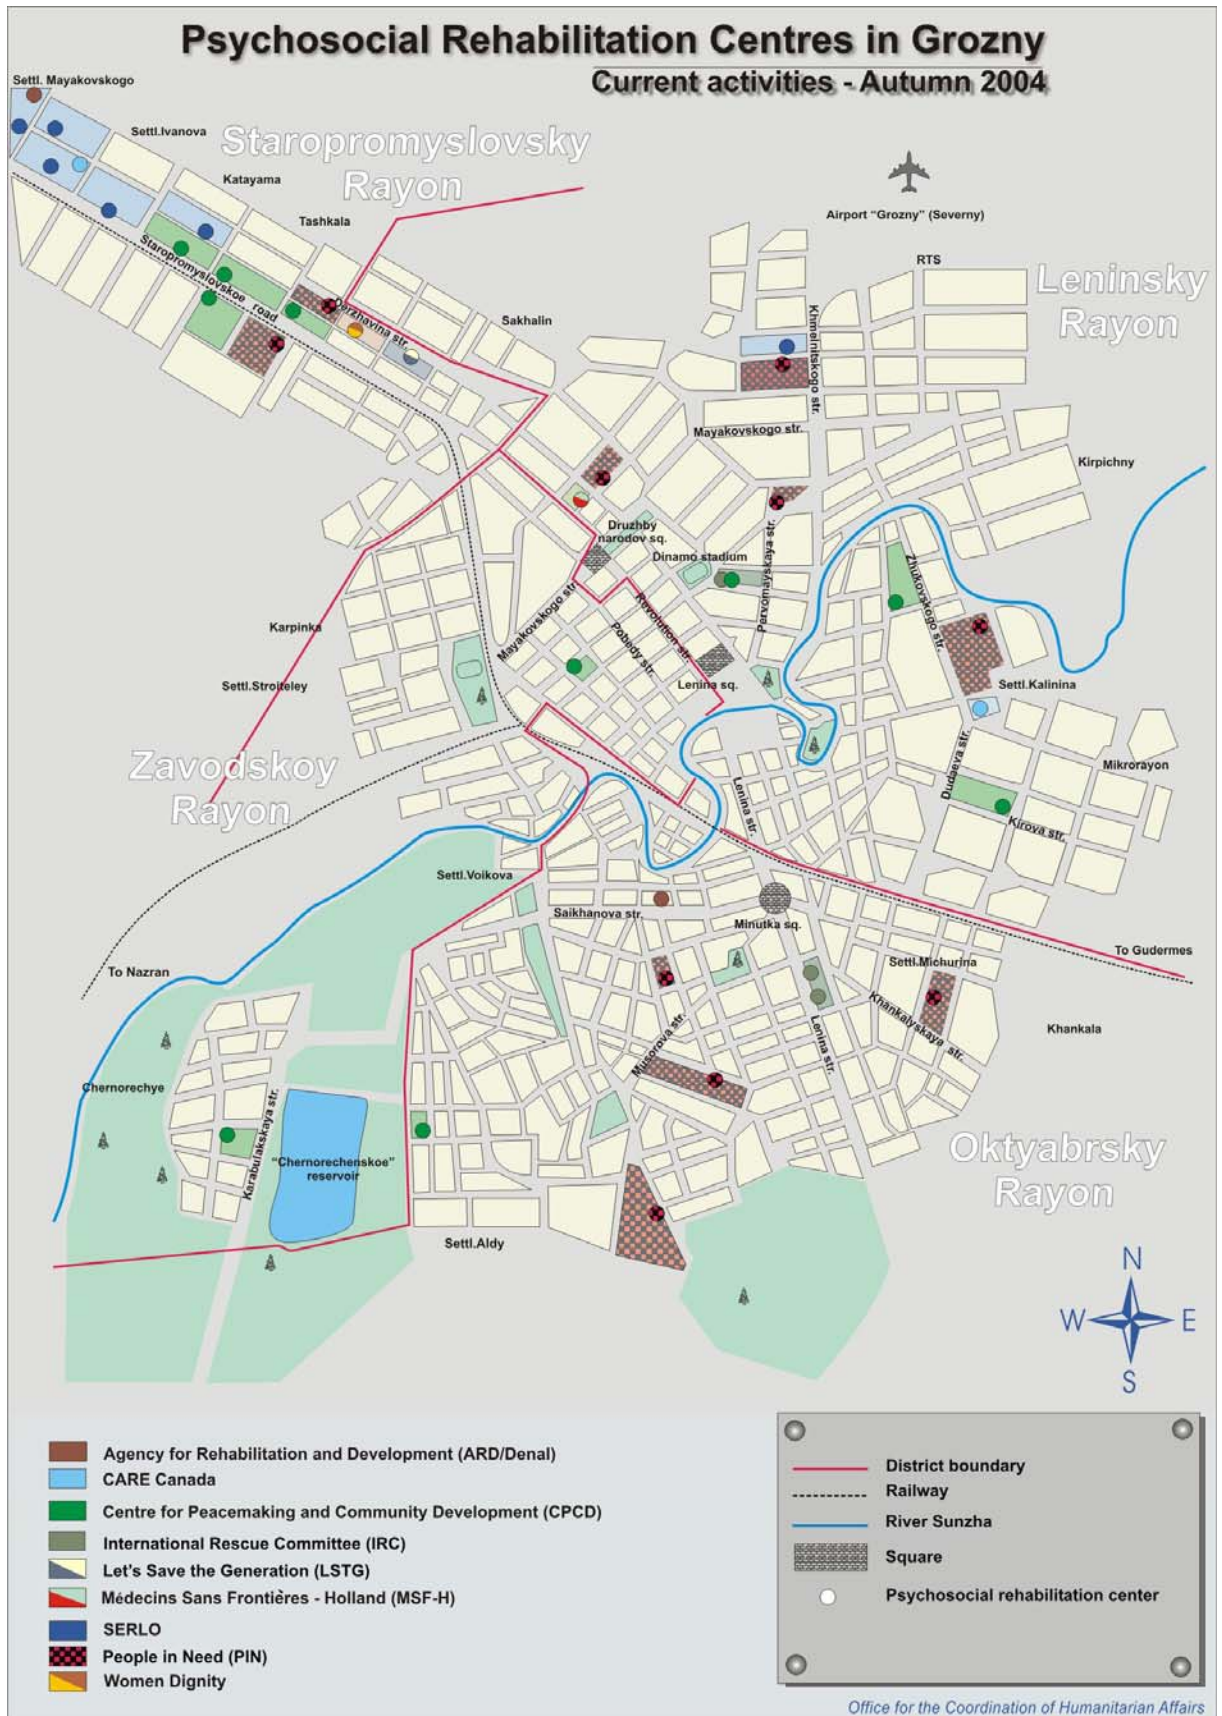 Psychosocial Rehabilitation Centres in Grozny
Current activities - Autumn 2004
Settl. Mayakovskogo
Settl.Ivanova
Staropromyslovsky
Rayon
Katayama
Tashkala
Airport “Grozny” (Severny)
RTS
Leninsky
Rayon
Staropromyslovskoe road
Derzhavina str.
Sakhalin
Khmelnitskogo str.
Mayakovskogo str.
Kirpichny
Druzhby
narodov sq.
Dinamo stadium
Pervomayskaya str.
Zhukovskogo str.
Karpinka
Mayakovskogo str.
Revolution str.
Pobedy str.
Settl.Stroiteley
Lenina sq.
Settl.Kalinina
Zavodskoy
Rayon
Dudaeva str.
Mikrorayon
Lenina str.
Kirova str.
Settl.Voikova
Saikhanova str.
Minutka sq.
To Gudermes
To Nazran
Settl.Michurina
Khankalyskaya str.
Khankala
Musorova str.
Lenina str.
Chernorechye
Karabulakskaya str.
“Chernorechenskoe”
reservoir
Oktyabrsky
Rayon
Settl.Aldy
N
W
E
S
Agency for Rehabilitation and Development (ARD/Denal)
CARE Canada
Centre for Peacemaking and Community Development (CPCD)
International Rescue Committee (IRC)
Let's Save the Generation (LSTG)
Médecins Sans Frontières - Holland (MSF-H)
SERLO
People in Need (PIN)
Women Dignity
District boundary
Railway
River Sunzha
Square
Psychosocial rehabilitation center
Office for the Coordination of Humanitarian Affairs